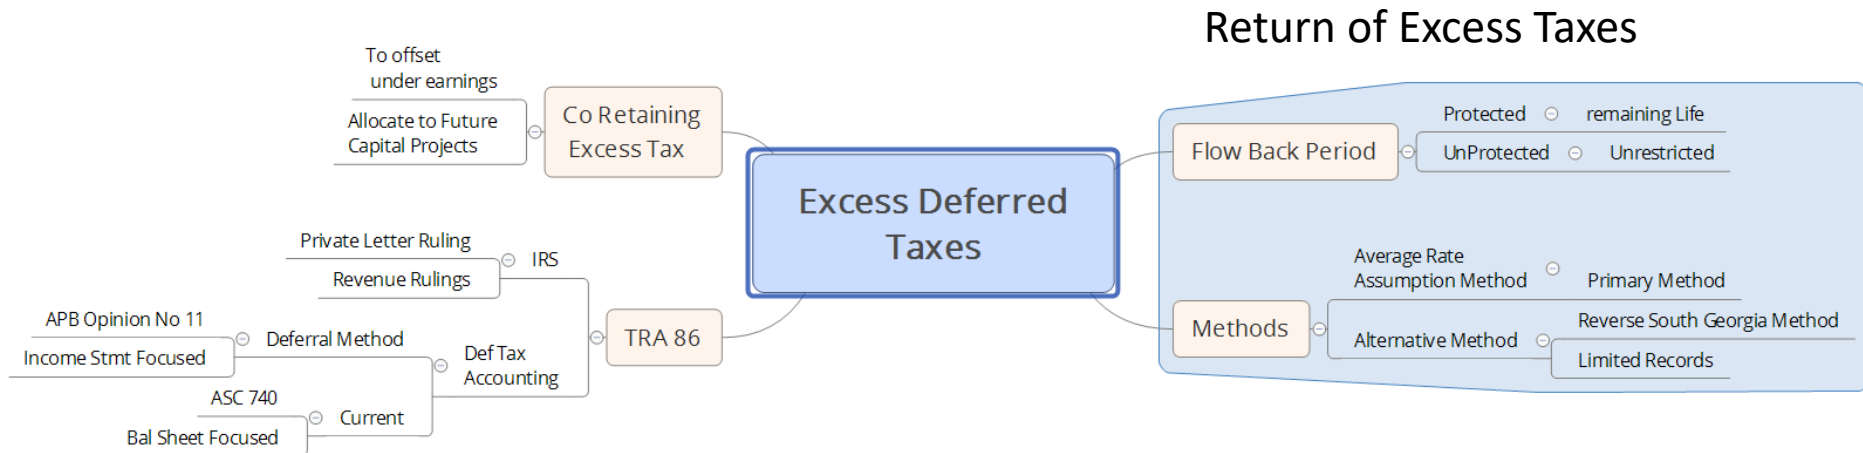 Return of Excess Taxes
To offset
under earnings
Allocate to Future
Capital Projects
Co Retaining
Excess Tax
Excess Deferred
Taxes
Flow Back Period
Protected
remaining Life
UnProtected
Unrestricted
Private Letter Ruling
Revenue Rulings
IRS
APB Opinion No 11
Income Stmt Focused
Deferral Method
Def Tax
Accounting
ASC 740
Bal Sheet Focused
Current
TRA 86
Methods
Average Rate
Assumption Method
Primary Method
Alternative Method
Reverse South Georgia Method
Limited Records